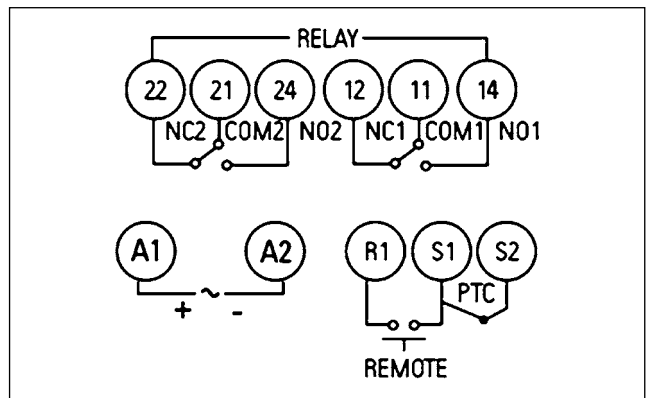 RELAY
22 21 24 12 11 14
NC2 COM2 NO2 NC1 COM1 NO1
A1 A2 R1 S1 S2
+ ~ - PTC
REMOTE